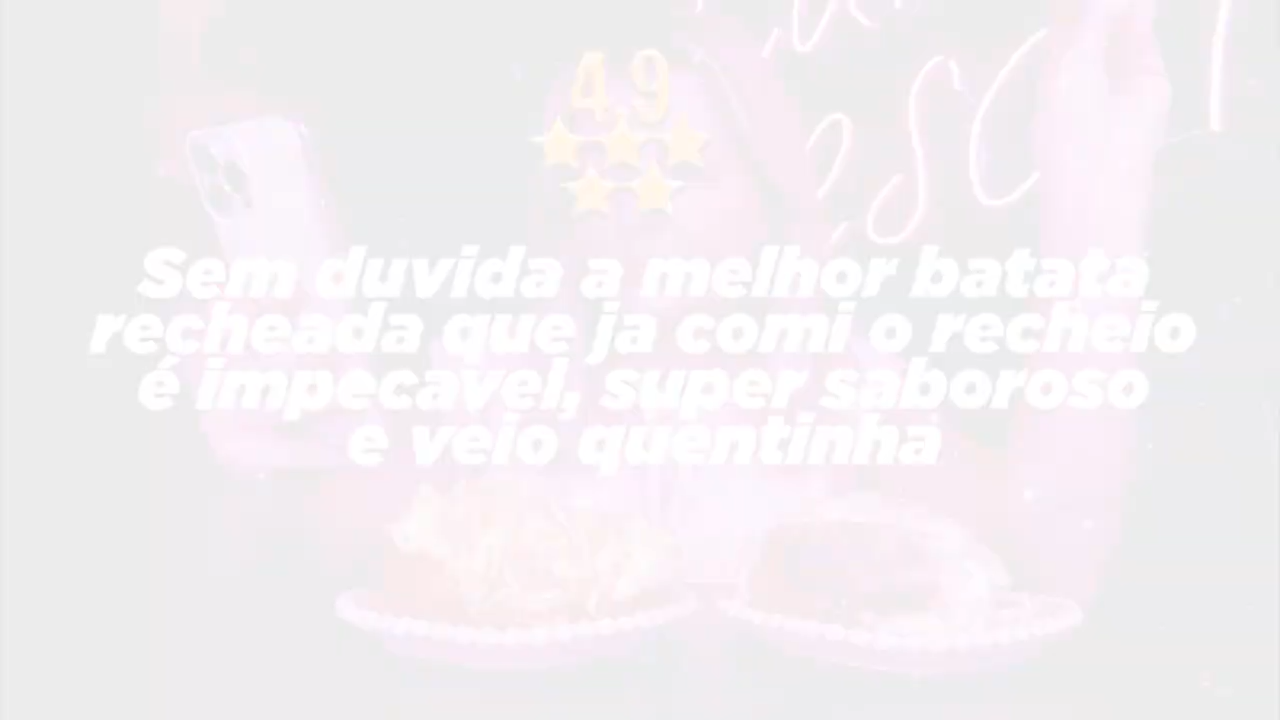 4,9
Sem duvida a melhor batata
recheada que ja comi o recheio
é impecavel, super saboroso
e veio quentinha